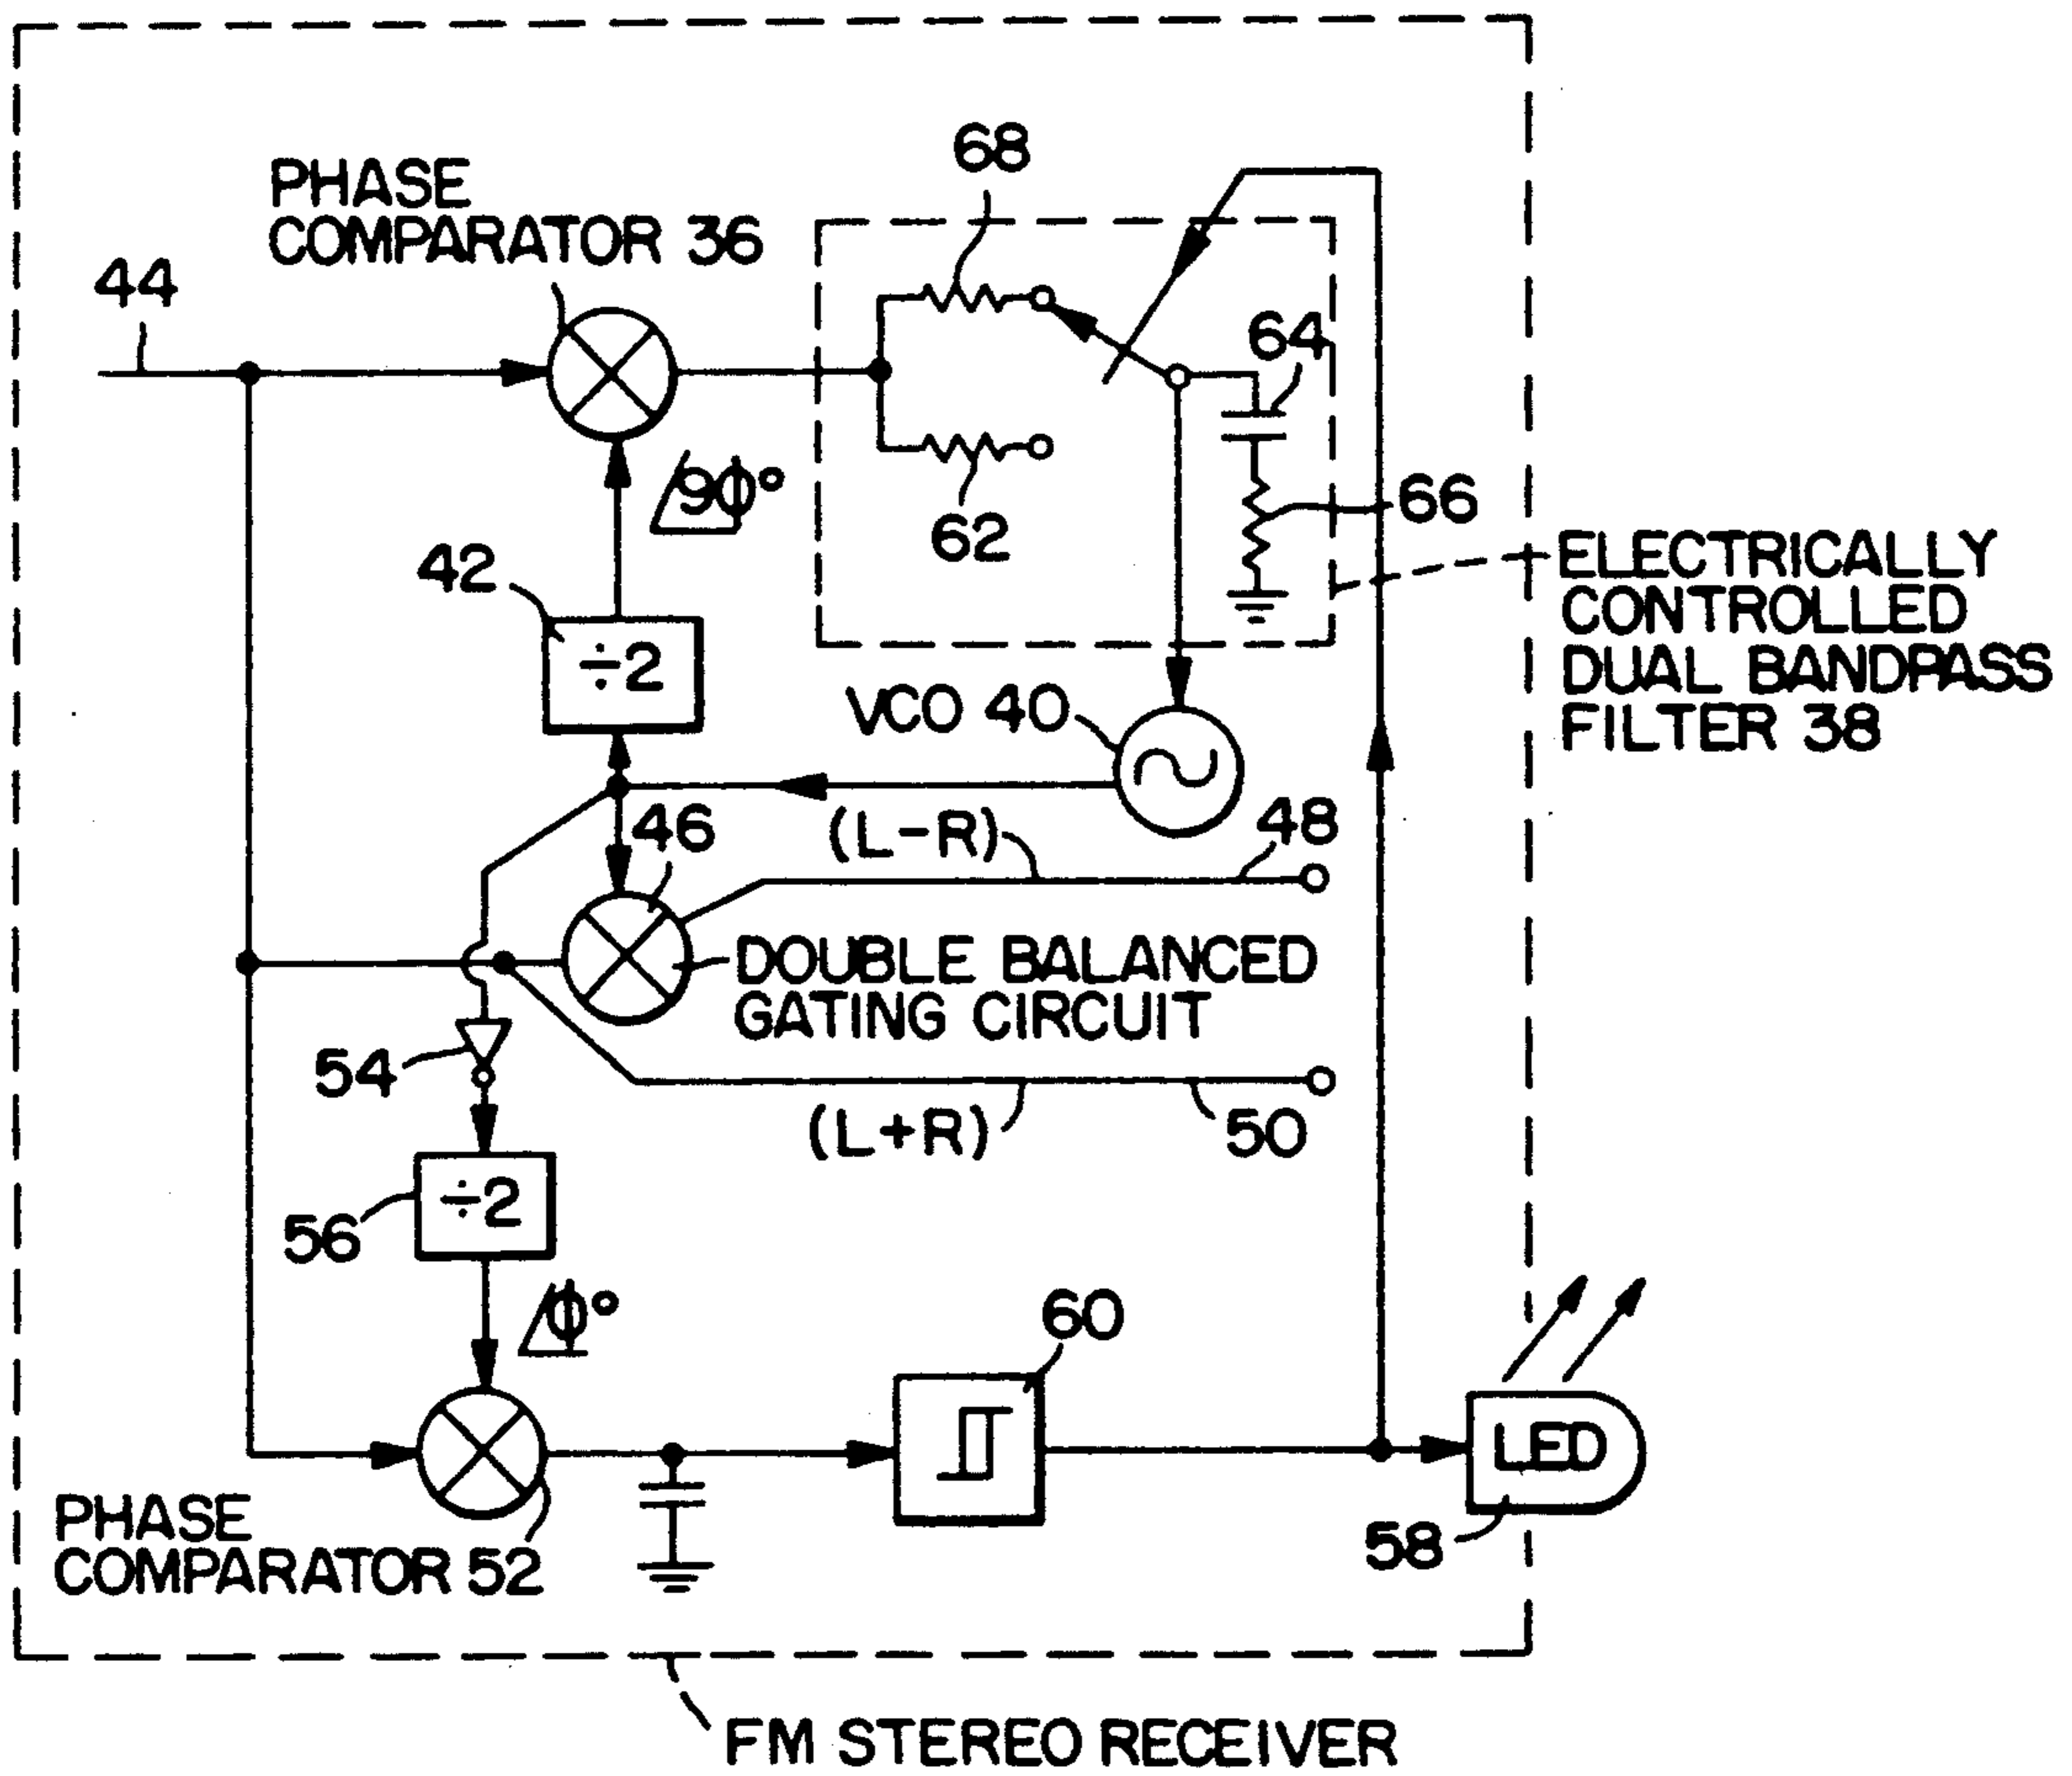 68
PHASE
COMPARATOR 36
44
64
9ϕ°
66
62
42
÷2
ELECTRICALLY
CONTROLLED
DUAL BANDPASS
FILTER 38
VCO 40
46
(L-R)
48
DOUBLE BALANCED
GATING CIRCUIT
54
(L+R)
50
÷2
56
ϕ°
60
LED
58
PHASE
COMPARATOR 52
FM STEREO RECEIVER